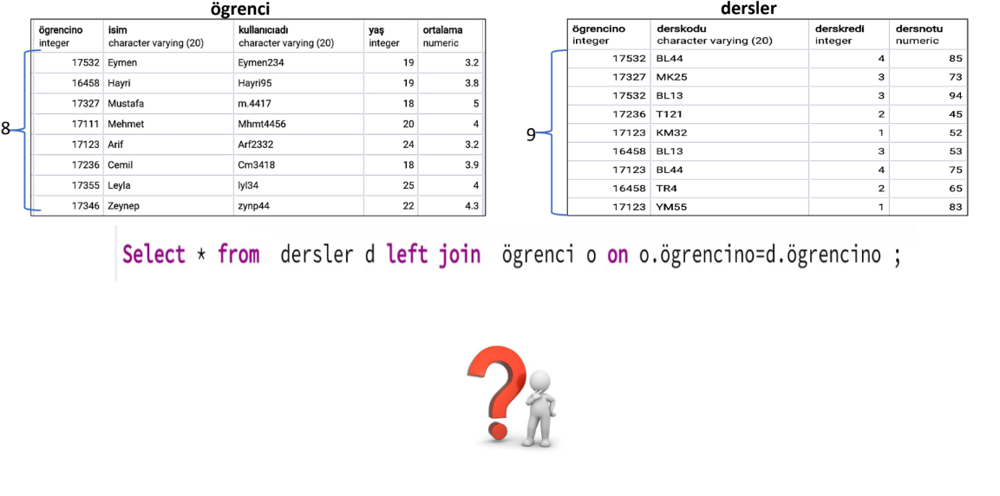 ögrenci
ögrencino isim kullanıcıadı yaş ortalama
integer character varying (20) character varying (20) integer numeric
17532 Eymen Eymen234 19 3.2
16458 Hayri Hayri95 19 3.8
17327 Mustafa m.4417 18 5
17111 Mehmet Mhmt4456 20 4
17123 Arif Arf2332 24 3.2
17236 Cemil Cm3418 18 3.9
17355 Leyla lyl34 25 4
17346 Zeynep zynp44 22 4.3
8
dersler
ögrencino derskodu derskredi dersnotu
integer character varying (20) integer numeric
17532 BL44 4 85
17327 MK25 3 73
17532 BL13 3 94
17236 T121 2 45
17123 KM32 1 52
16458 BL13 3 53
17123 BL44 4 75
16458 TR4 2 65
17123 YM55 1 83
9
Select * from dersler d left join ögrenci o on o.ögrencino=d.ögrencino ;
?